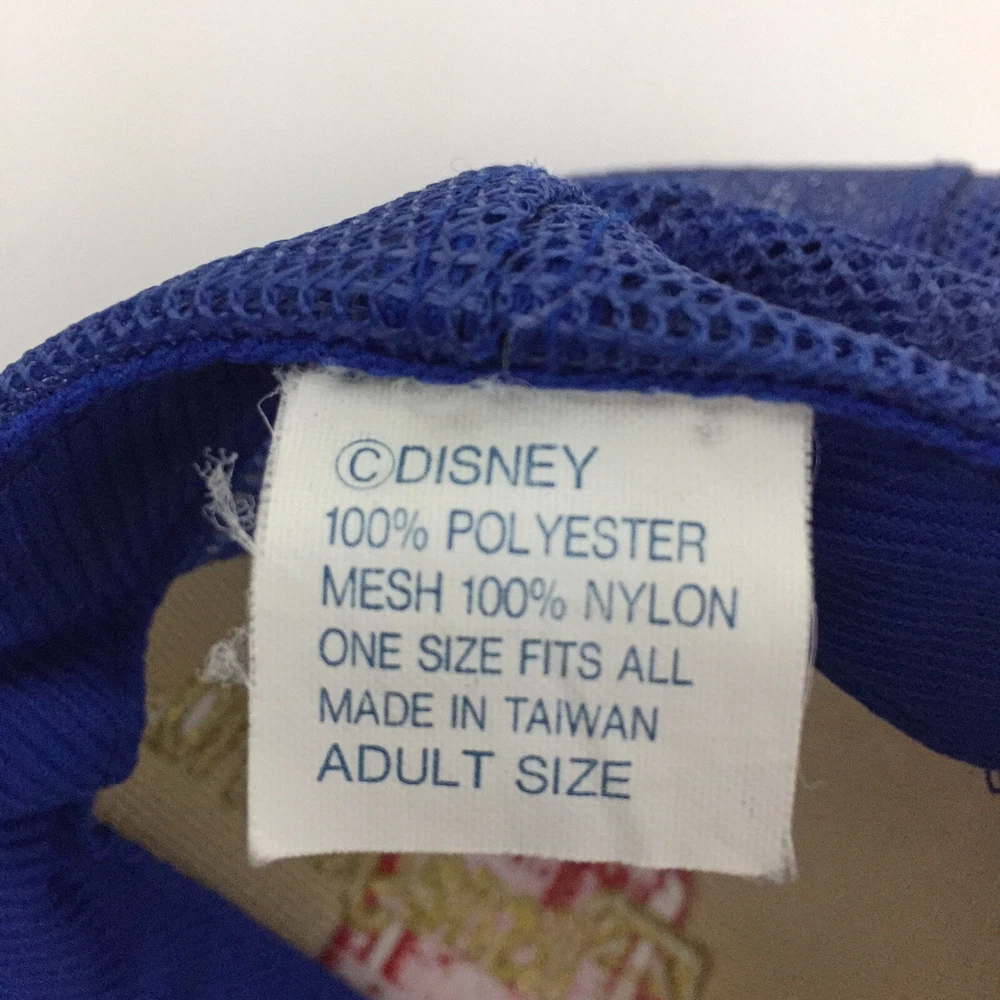 ©DISNEY
100% POLYESTER
MESH 100% NYLON
ONE SIZE FITS ALL
MADE IN TAIWAN
ADULT SIZE